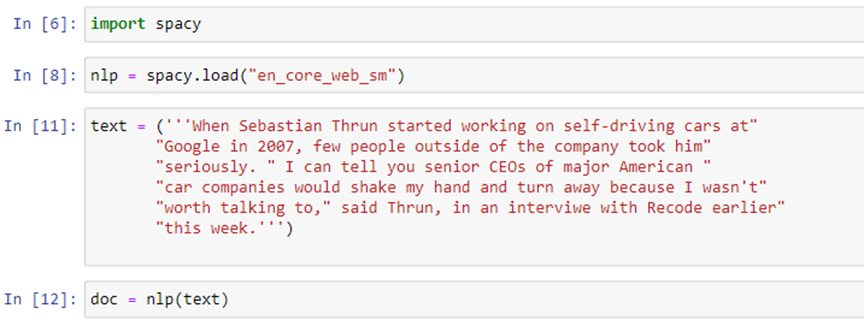 In [6]: import spacy
In [8]: nlp = spacy.load("en_core_web_sm")
In [11]: text = ('''When Sebastian Thrun started working on self-driving cars at"
"Google in 2007, few people outside of the company took him"
"seriously. " I can tell you senior CEOs of major American "
"car companies would shake my hand and turn away because I wasn't"
"worth talking to," said Thrun, in an interviwe with Recode earlier"
"this week.''')
In [12]: doc = nlp(text)